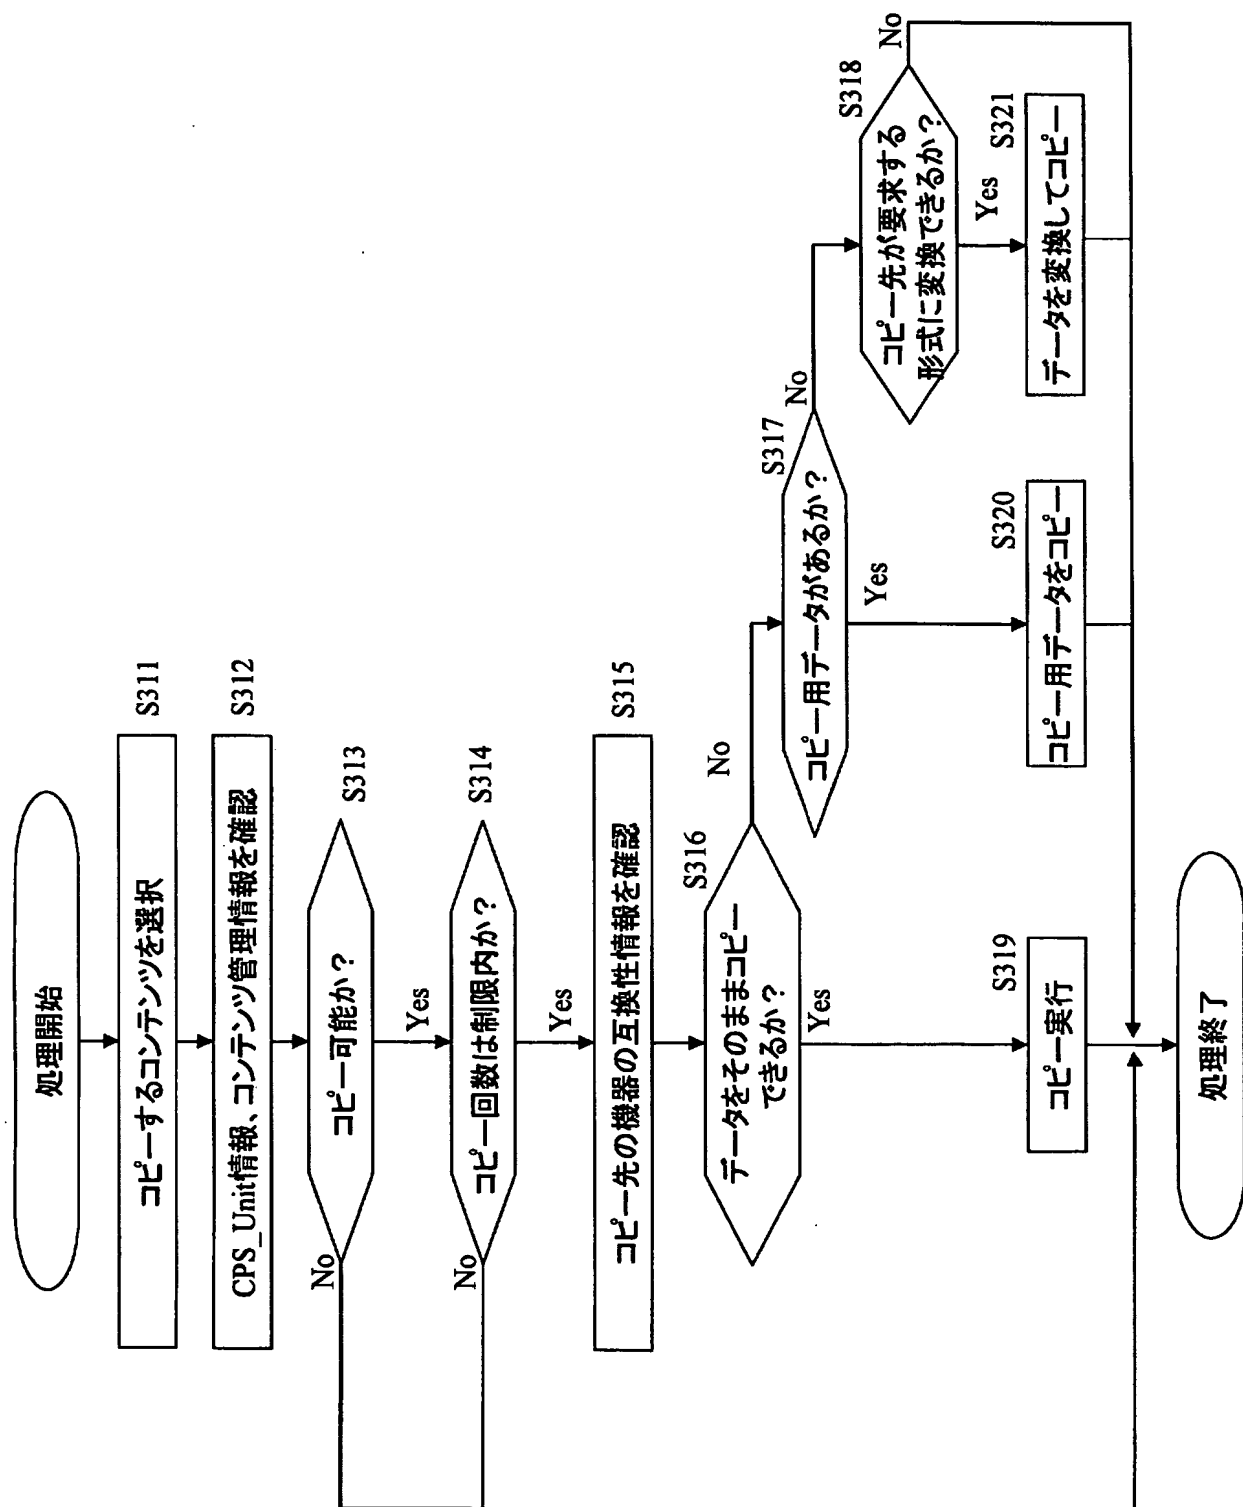 処理開始
コピーするコンテンツを選択
S311
CPS_Unit情報、コンテンツ管理情報を確認
S312
コピー可能か？
S313
No
Yes
コピー回数は制限内か？
S314
No
Yes
コピー先の機器の互換性情報を確認
S315
データをそのままコピー
できるか？
S316
No
Yes
コピー用データがあるか？
S317
No
Yes
コピー先が要求する
形式に変換できるか？
S318
No
Yes
コピー実行
S319
コピー用データをコピー
S320
データを変換してコピー
S321
処理終了